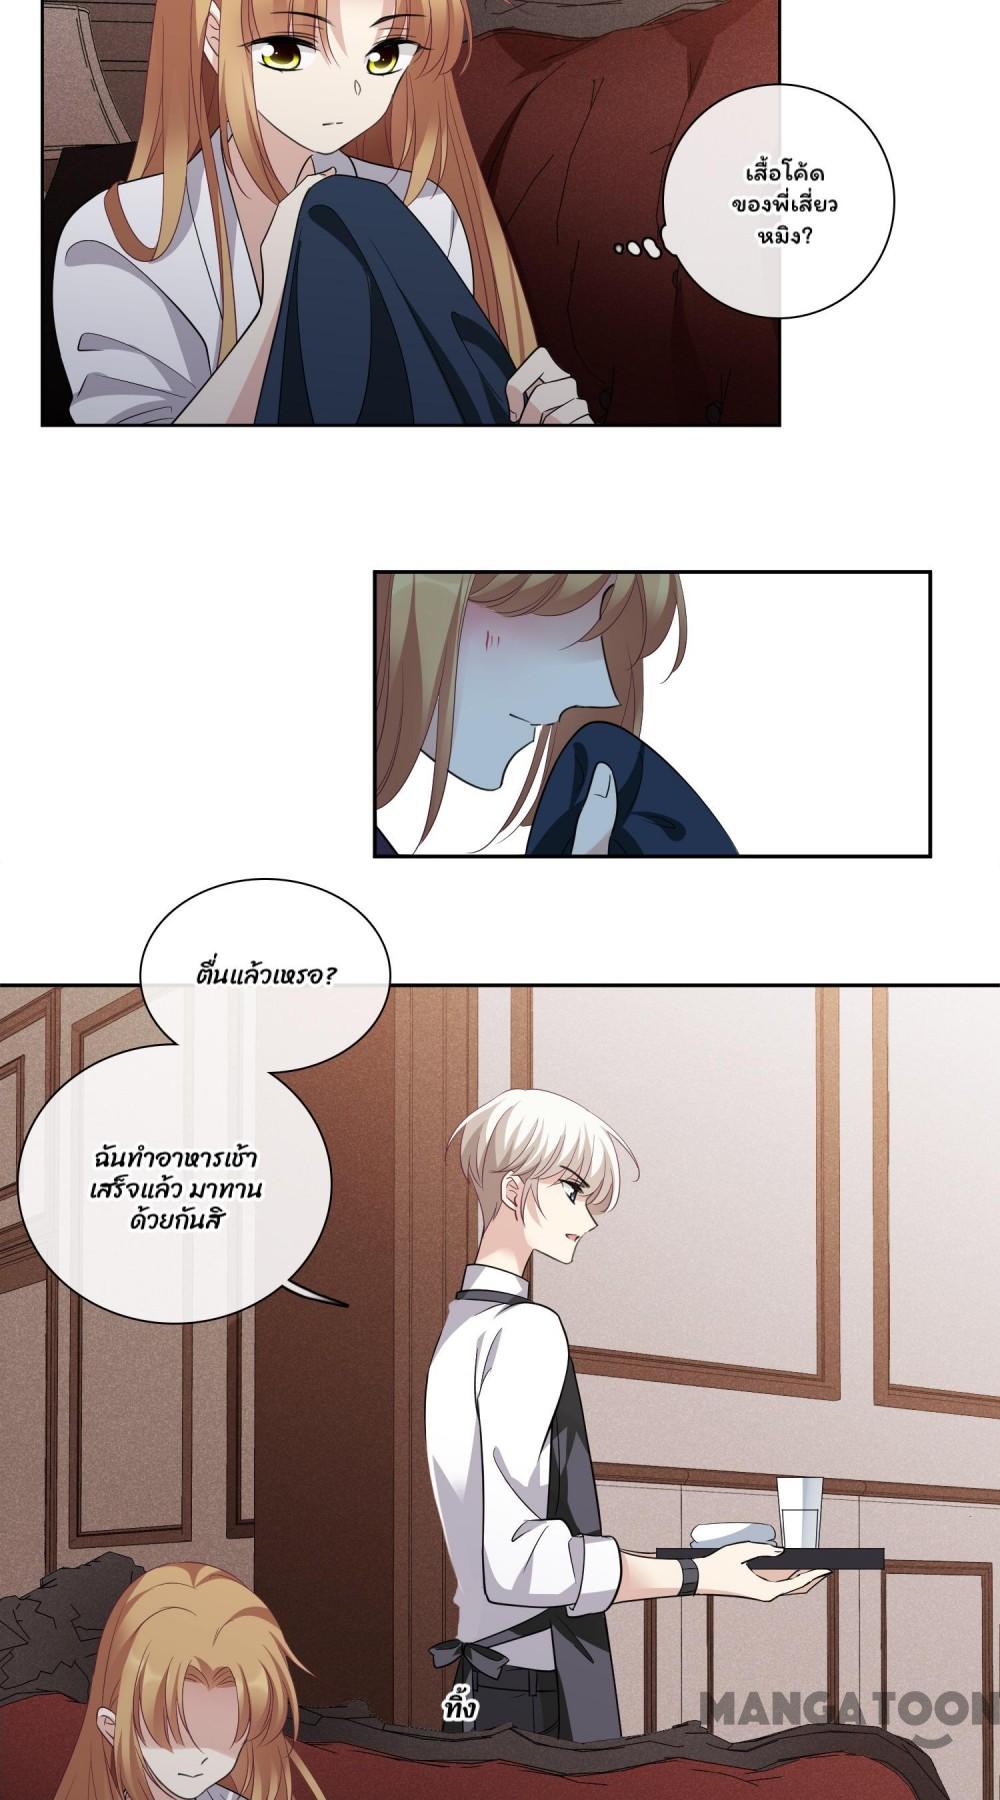 เสื้อโค้ด
ของพี่เสี่ยว
หมิง?
ตื่นแล้วเหรอ?
ฉันทำอาหารเช้า
เสร็จแล้ว มาทาน
ด้วยกันสิ
ทิ้ง
MANGATOON